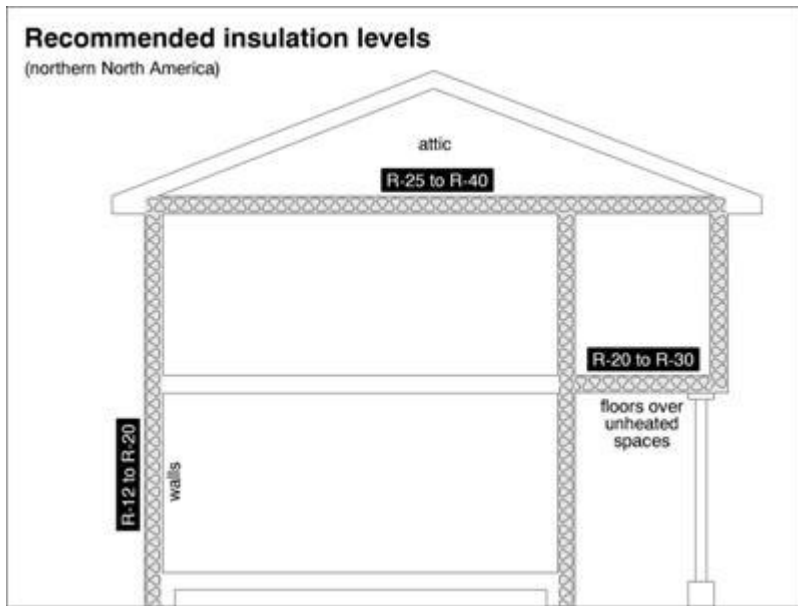 Recommended insulation levels
(northern North America)
attic
R-25 to R-40
R-20 to R-30
floors over
unheated
spaces
R-12 to R-20
walls